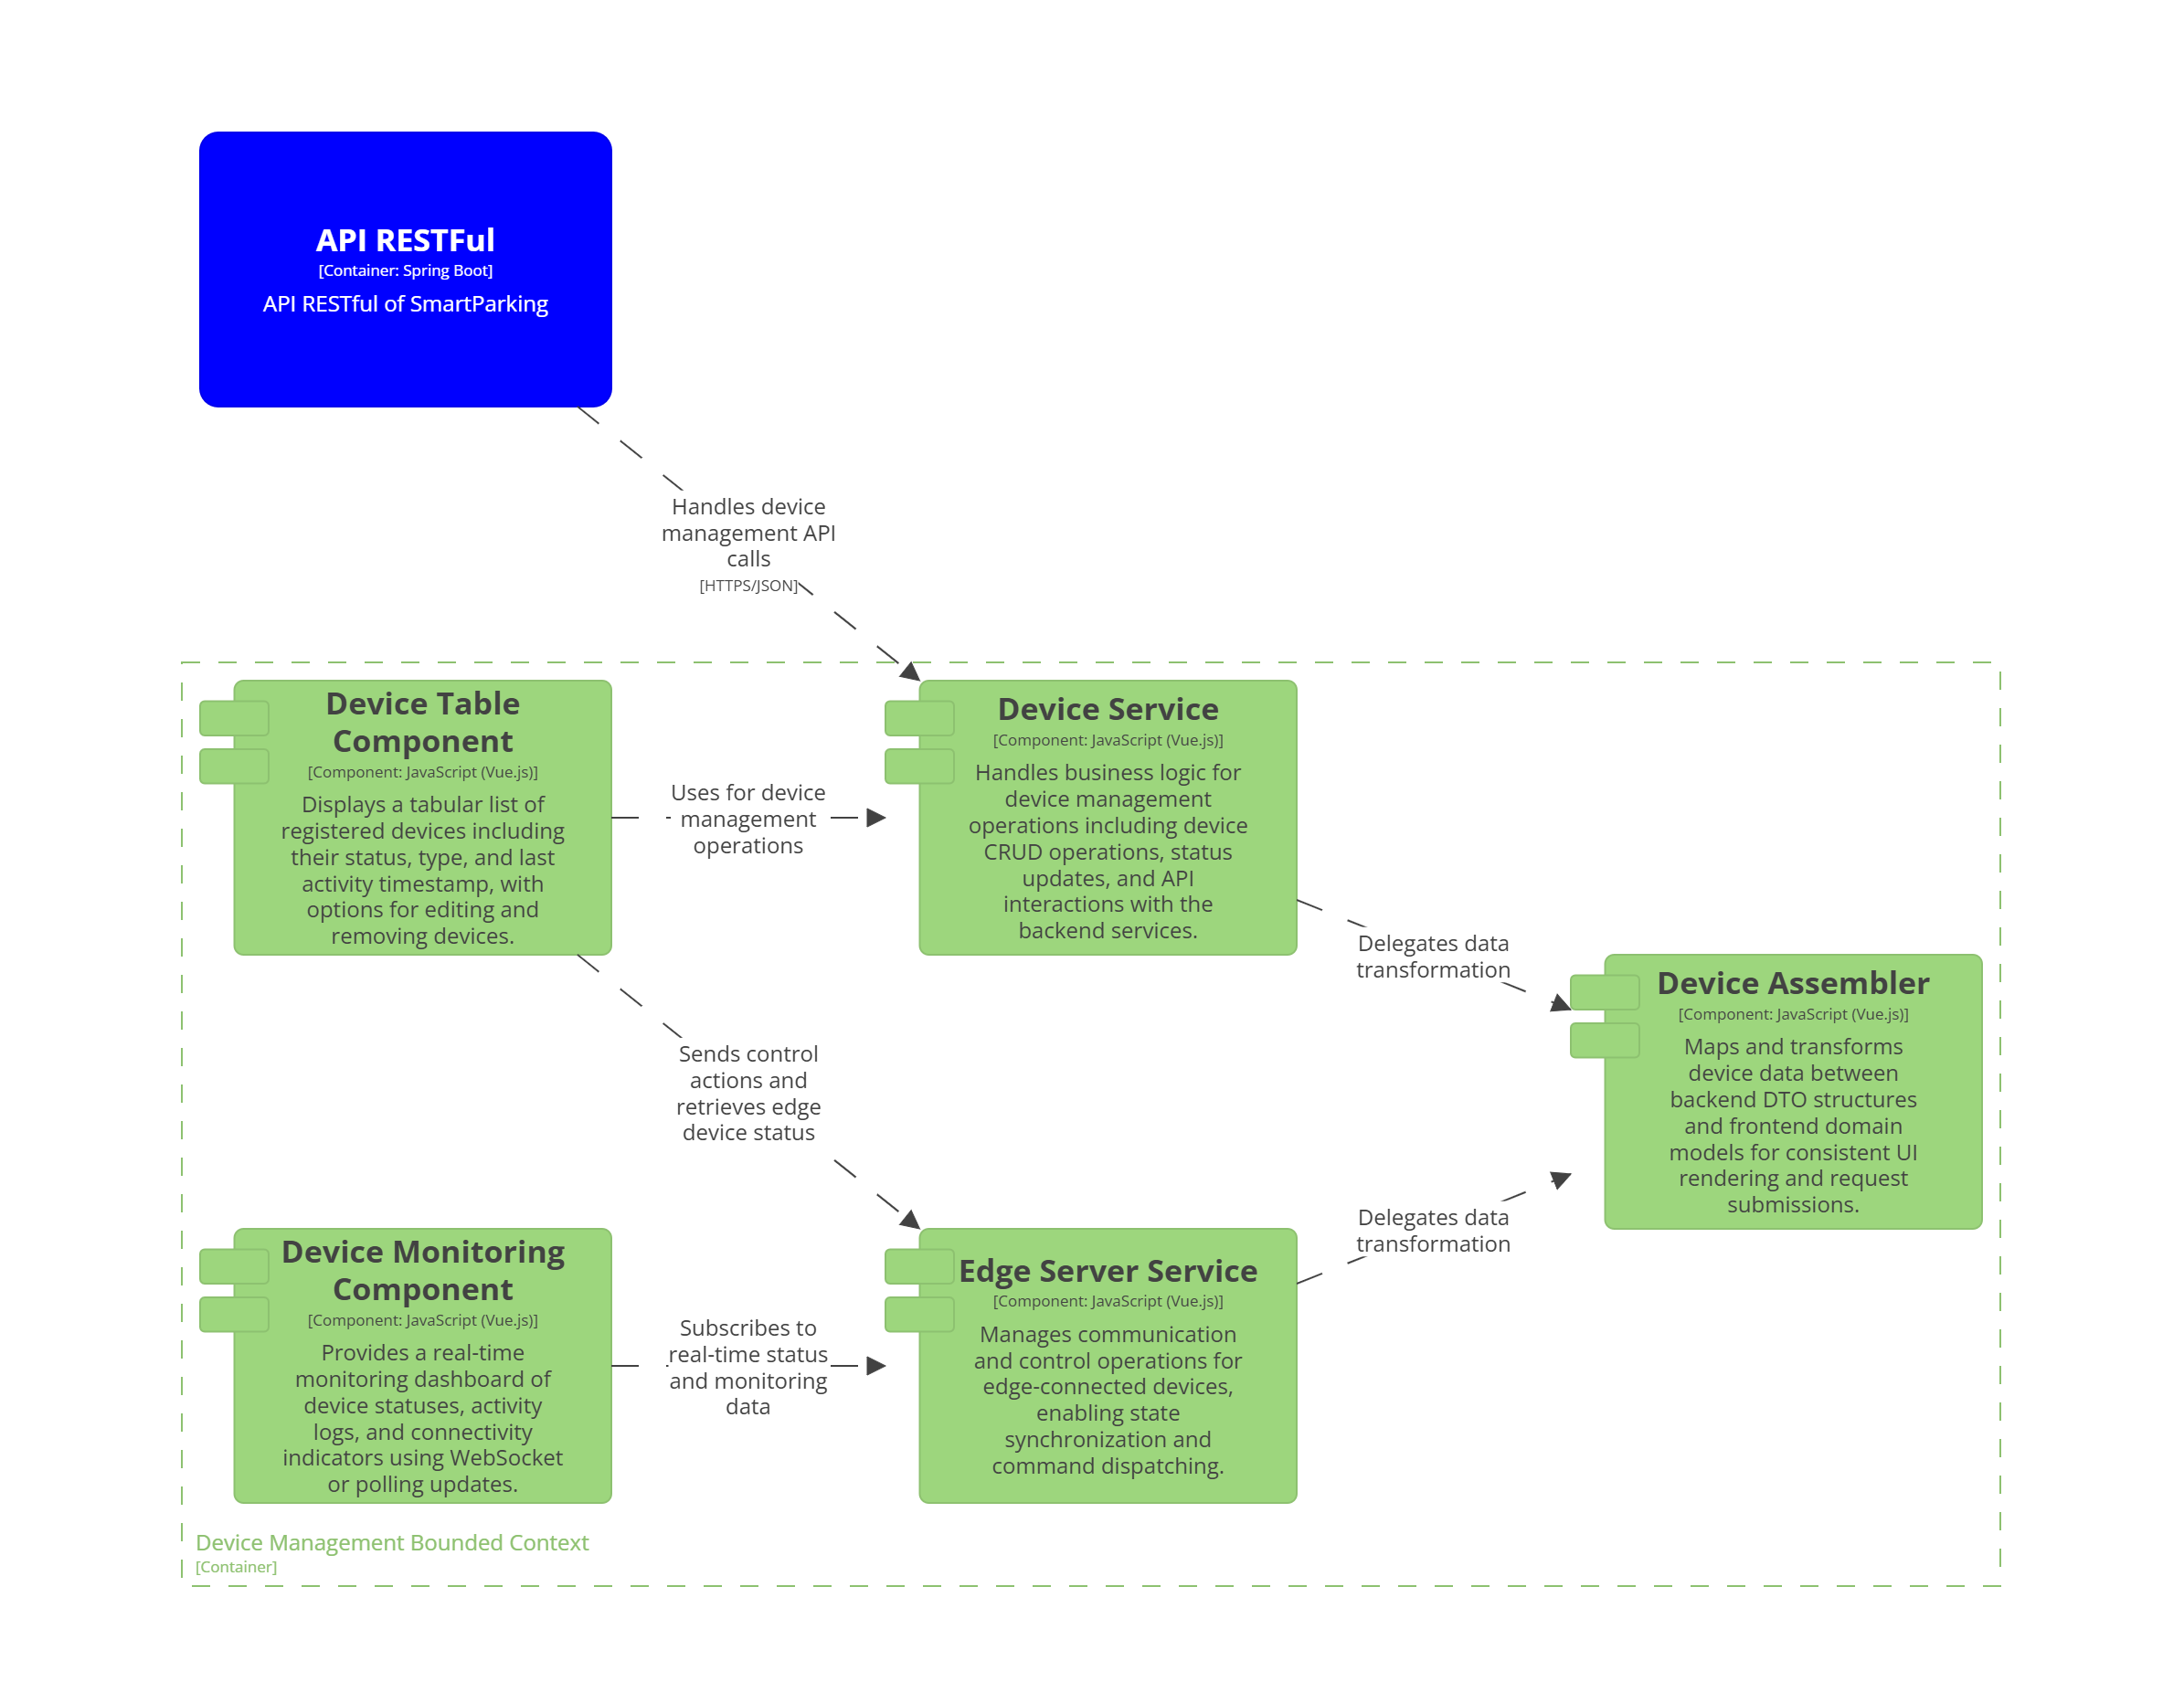 API RESTFul
[Container: Spring Boot]
API RESTful of SmartParking
Handles device
management API
calls
[HTTPS/JSON]
Device Table
Component
[Component: JavaScript (Vue.js)]
Displays a tabular list of
registered devices including
their status, type, and last
activity timestamp, with
options for editing and
removing devices.
Uses for device
management
operations
Device Service
[Component: JavaScript (Vue.js)]
Handles business logic for
device management
operations including device
CRUD operations, status
updates, and API
interactions with the
backend services.
Delegates data
transformation
Device Assembler
[Component: JavaScript (Vue.js)]
Maps and transforms
device data between
backend DTO structures
and frontend domain
models for consistent UI
rendering and request
submissions.
Sends control
actions and
retrieves edge
device status
Delegates data
transformation
Device Monitoring
Component
[Component: JavaScript (Vue.js)]
Provides a real-time
monitoring dashboard of
device statuses, activity
logs, and connectivity
indicators using WebSocket
or polling updates.
Subscribes to
real-time status
and monitoring
data
Edge Server Service
[Component: JavaScript (Vue.js)]
Manages communication
and control operations for
edge-connected devices,
enabling state
synchronization and
command dispatching.
Device Management Bounded Context
[Container]